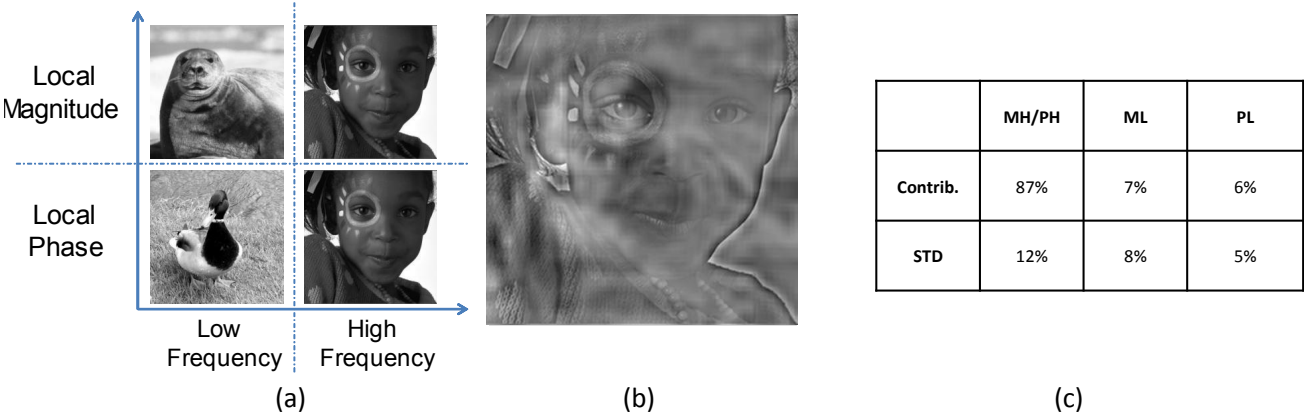 Local
Magnitude
Local
Phase
Low
Frequency
High
Frequency
(a)
(b)
MH/PH ML PL
Contrib. 87% 7% 6%
STD 12% 8% 5%
(c)